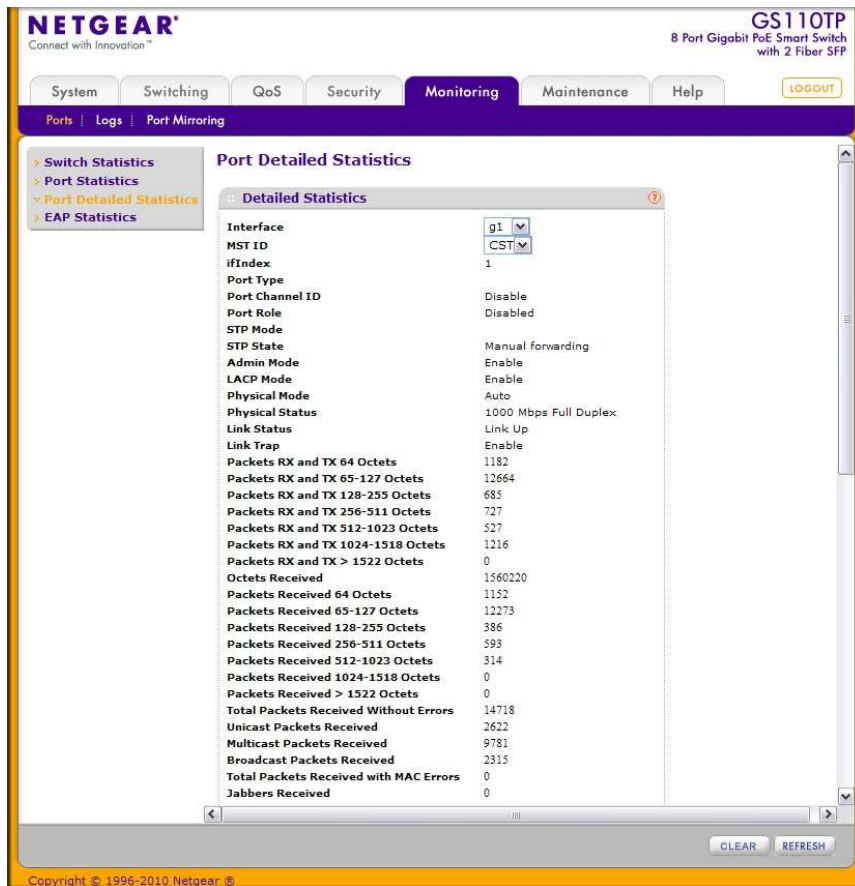 NETGEAR®
Connect with Innovation™
GS110TP
8 Port Gigabit PoE Smart Switch
with 2 Fiber SFP
System
Switching
QoS
Security
Monitoring
Maintenance
Help
LOGOUT
Ports
Logs
Port Mirroring
Switch Statistics
Port Statistics
Port Detailed Statistics
EAP Statistics
Port Detailed Statistics
Detailed Statistics
Interface g1
MST ID CST
ifIndex 1
Port Type
Port Channel ID Disable
Port Role Disabled
STP Mode
STP State Manual forwarding
Admin Mode Enable
LACP Mode Enable
Physical Mode Auto
Physical Status 1000 Mbps Full Duplex
Link Status Link Up
Link Trap Enable
Packets RX and TX 64 Octets 1182
Packets RX and TX 65-127 Octets 12664
Packets RX and TX 128-255 Octets 685
Packets RX and TX 256-511 Octets 727
Packets RX and TX 512-1023 Octets 527
Packets RX and TX 1024-1518 Octets 1216
Packets RX and TX > 1522 Octets 0
Octets Received 1560220
Packets Received 64 Octets 1152
Packets Received 65-127 Octets 12273
Packets Received 128-255 Octets 386
Packets Received 256-511 Octets 593
Packets Received 512-1023 Octets 314
Packets Received 1024-1518 Octets 0
Packets Received > 1522 Octets 0
Total Packets Received Without Errors 14718
Unicast Packets Received 2622
Multicast Packets Received 9781
Broadcast Packets Received 2315
Total Packets Received with MAC Errors 0
Jabbers Received 0
CLEAR
REFRESH
Copyright © 1996-2010 Netgear ®